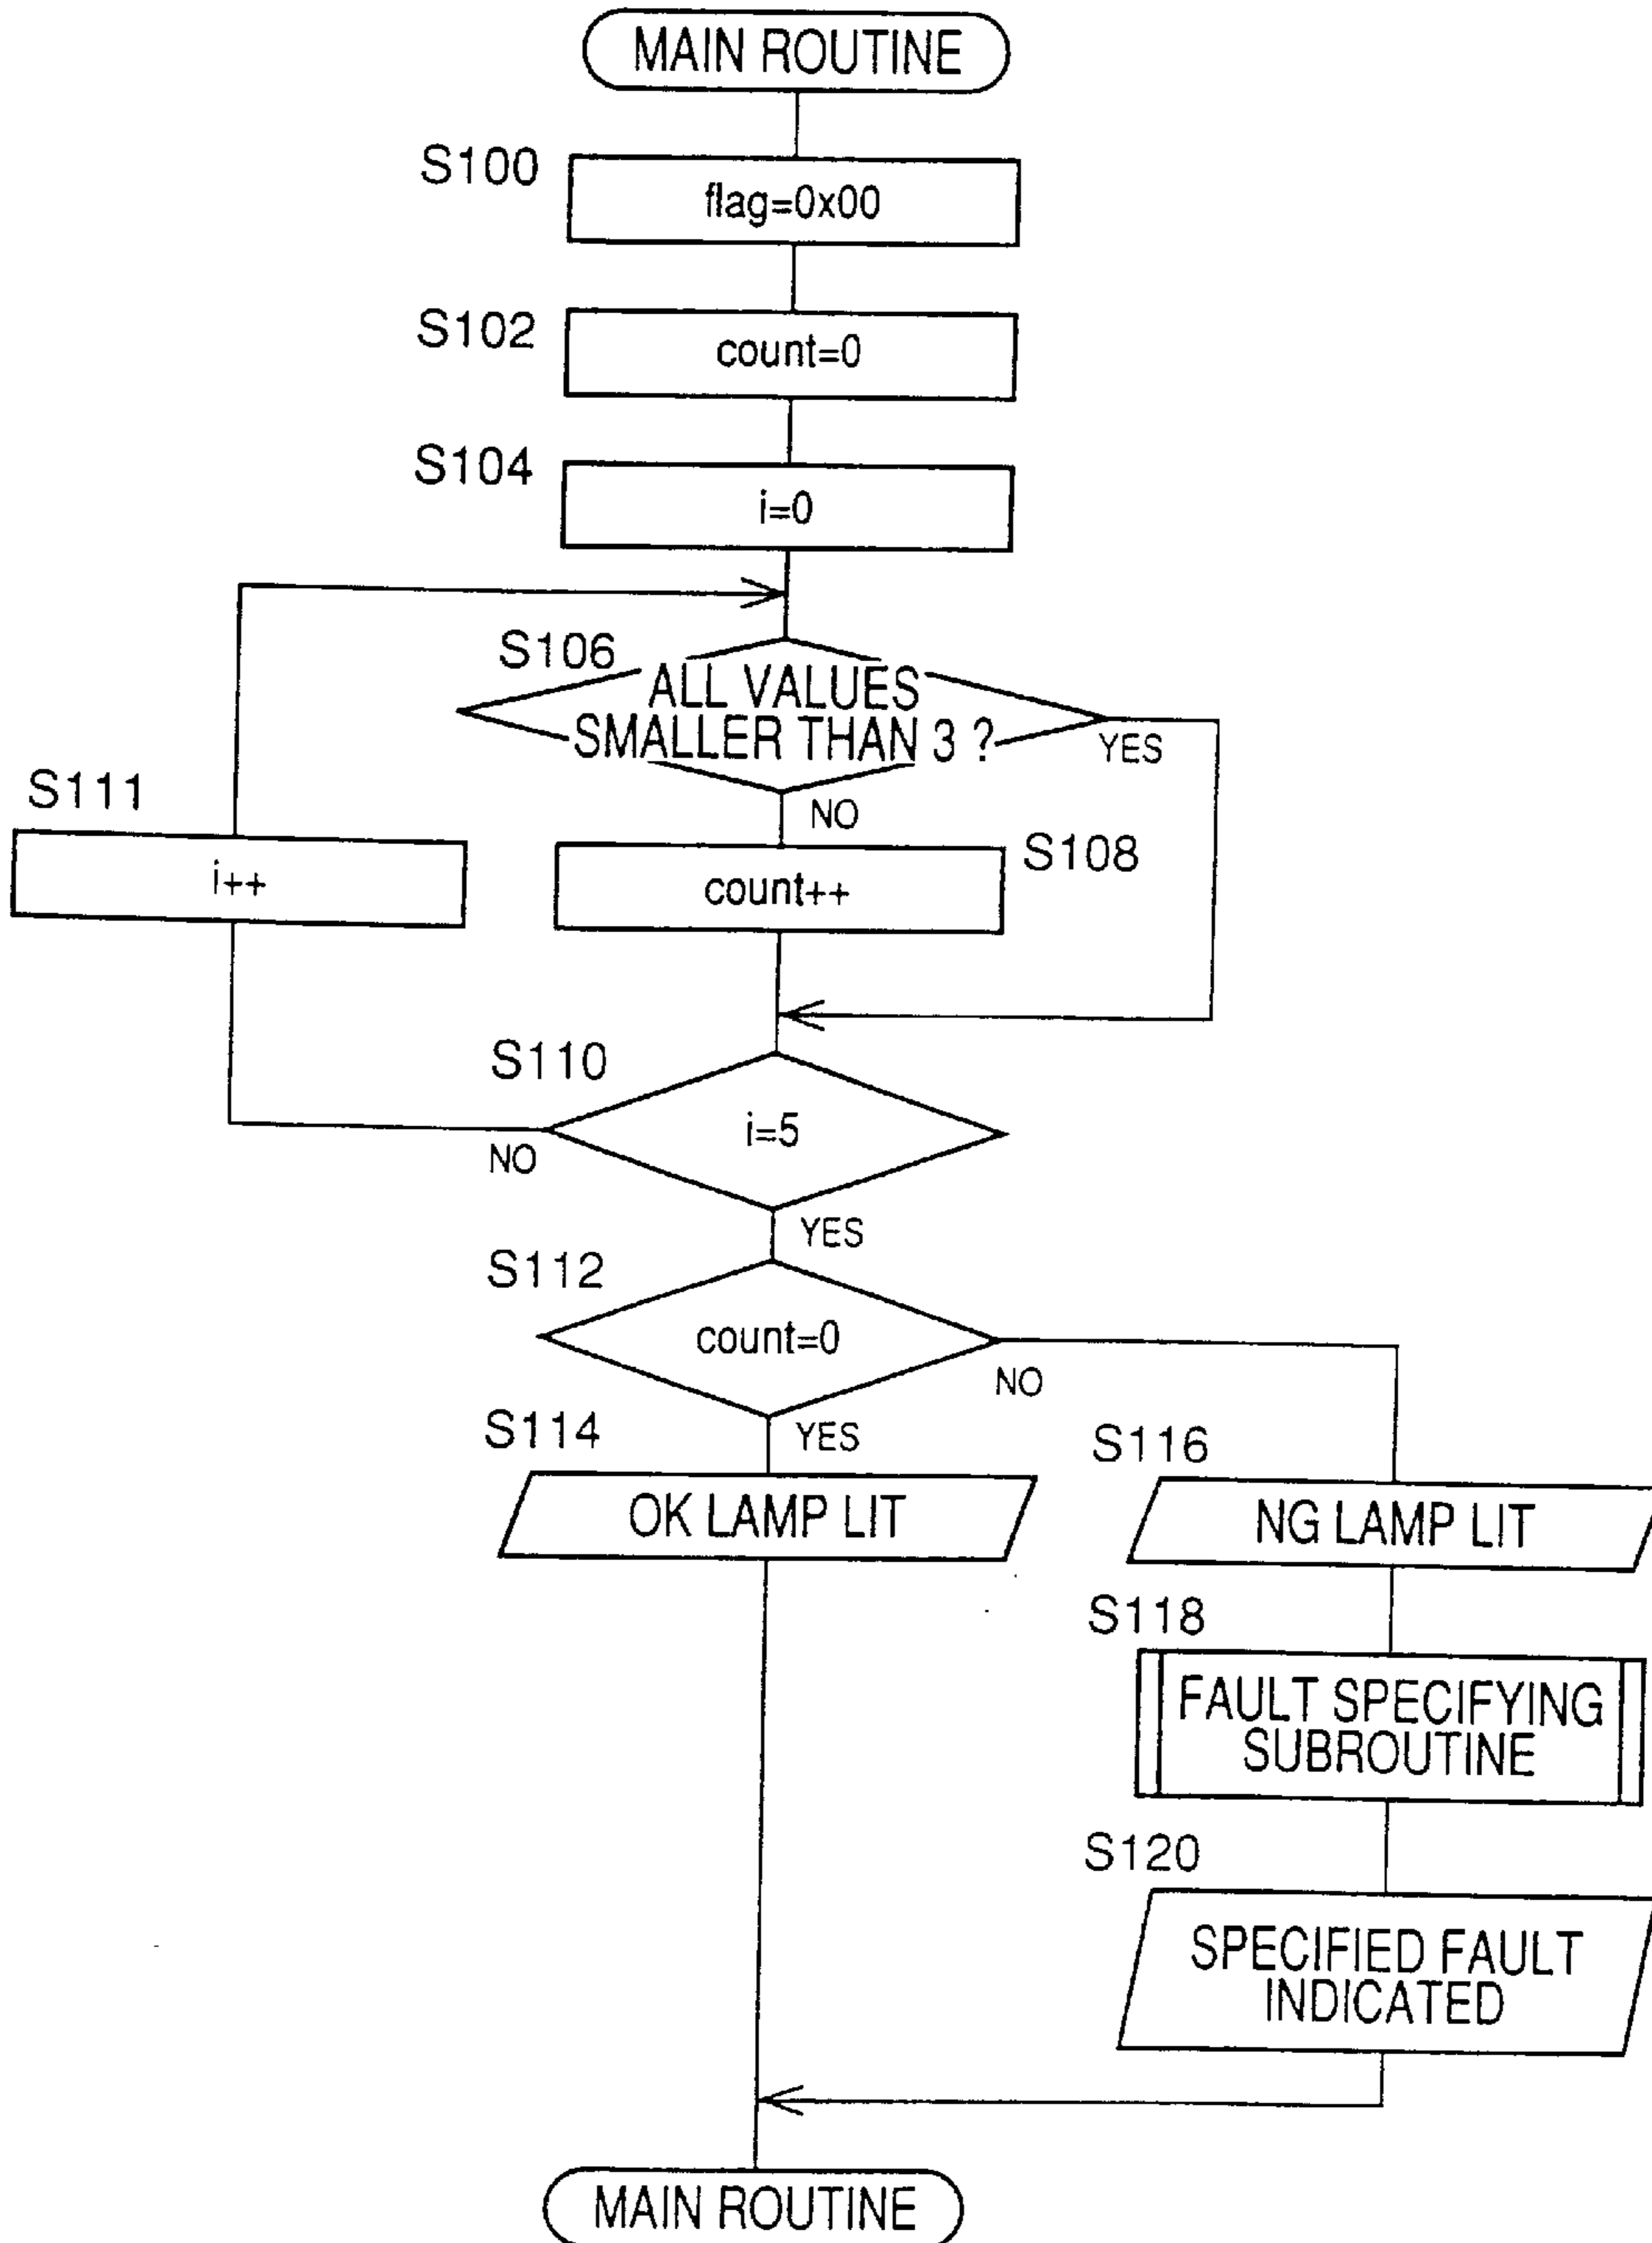 MAIN ROUTINE
S100
flag=0x00
S102
count=0
S104
i=0
S106
ALL VALUES
SMALLER THAN 3 ?
YES
NO
S111
i++
S108
count++
S110
i=5
NO
YES
S112
count=0
NO
YES
S114
OK LAMP LIT
S116
NG LAMP LIT
S118
FAULT SPECIFYING
SUBROUTINE
S120
SPECIFIED FAULT
INDICATED
MAIN ROUTINE